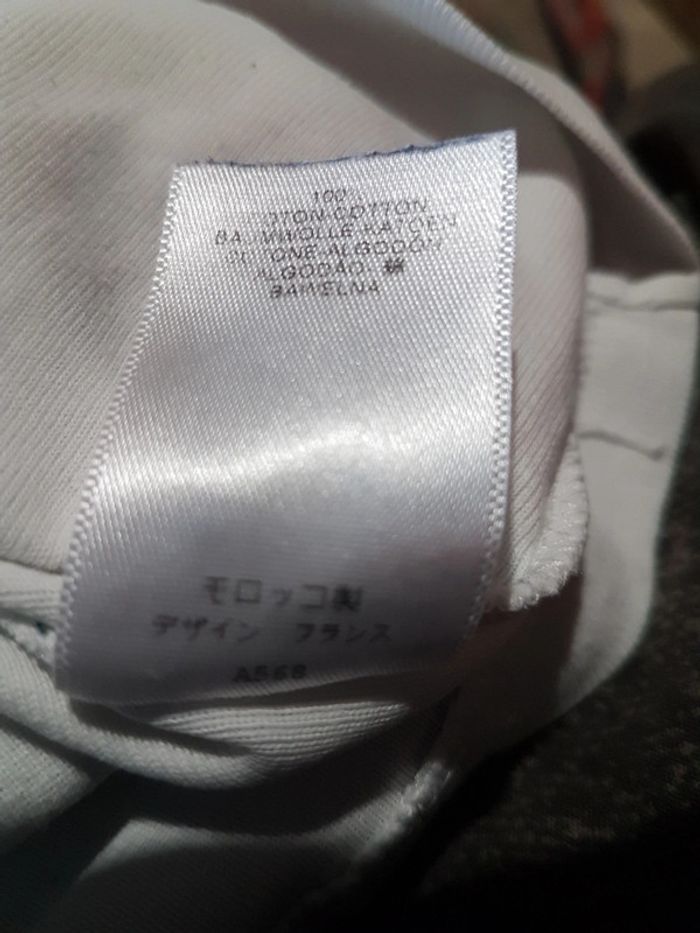 100%
COTON-COTTON
BAUMWOLLE-KATOEN
COTONE-ALGODÓN
ALGODÃO-綿
BAWEŁNA
モロッコ製
デザイン フランス
A568